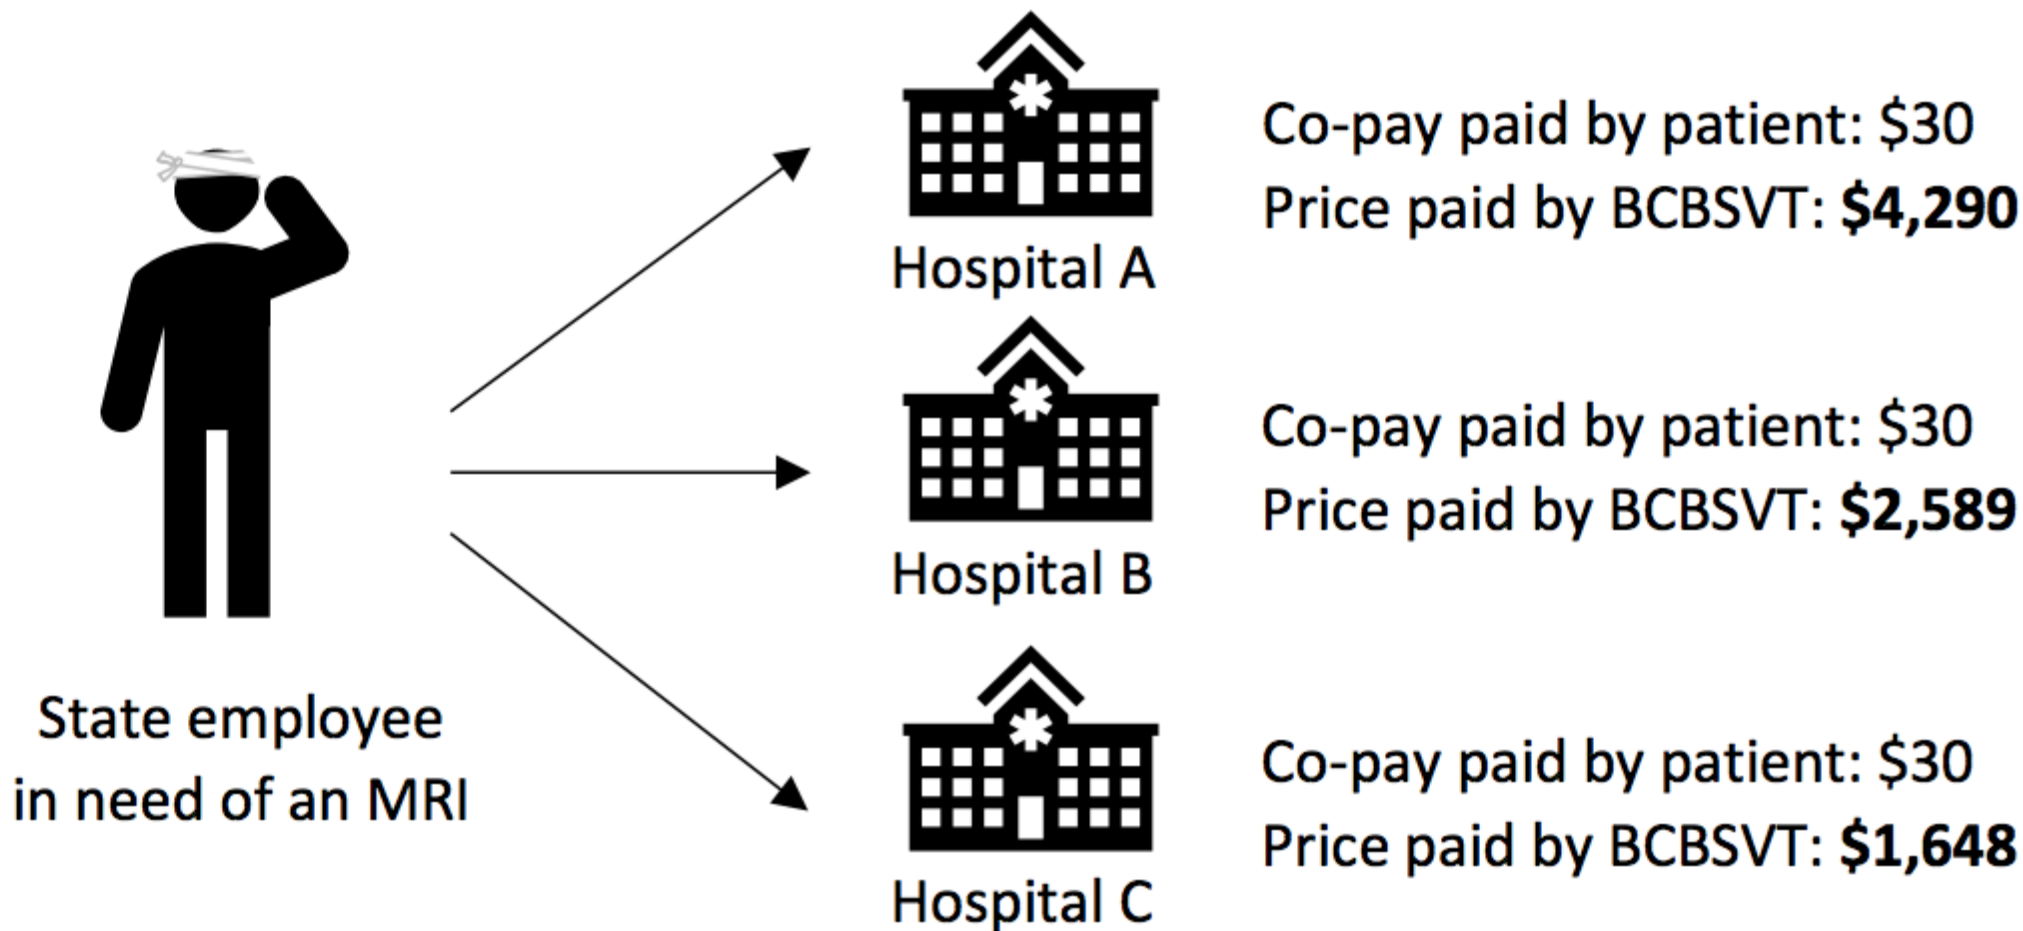 Co-pay paid by patient: $30
Price paid by BCBSVT: $4,290
Hospital A
Co-pay paid by patient: $30
Price paid by BCBSVT: $2,589
Hospital B
State employee
in need of an MRI
Co-pay paid by patient: $30
Price paid by BCBSVT: $1,648
Hospital C